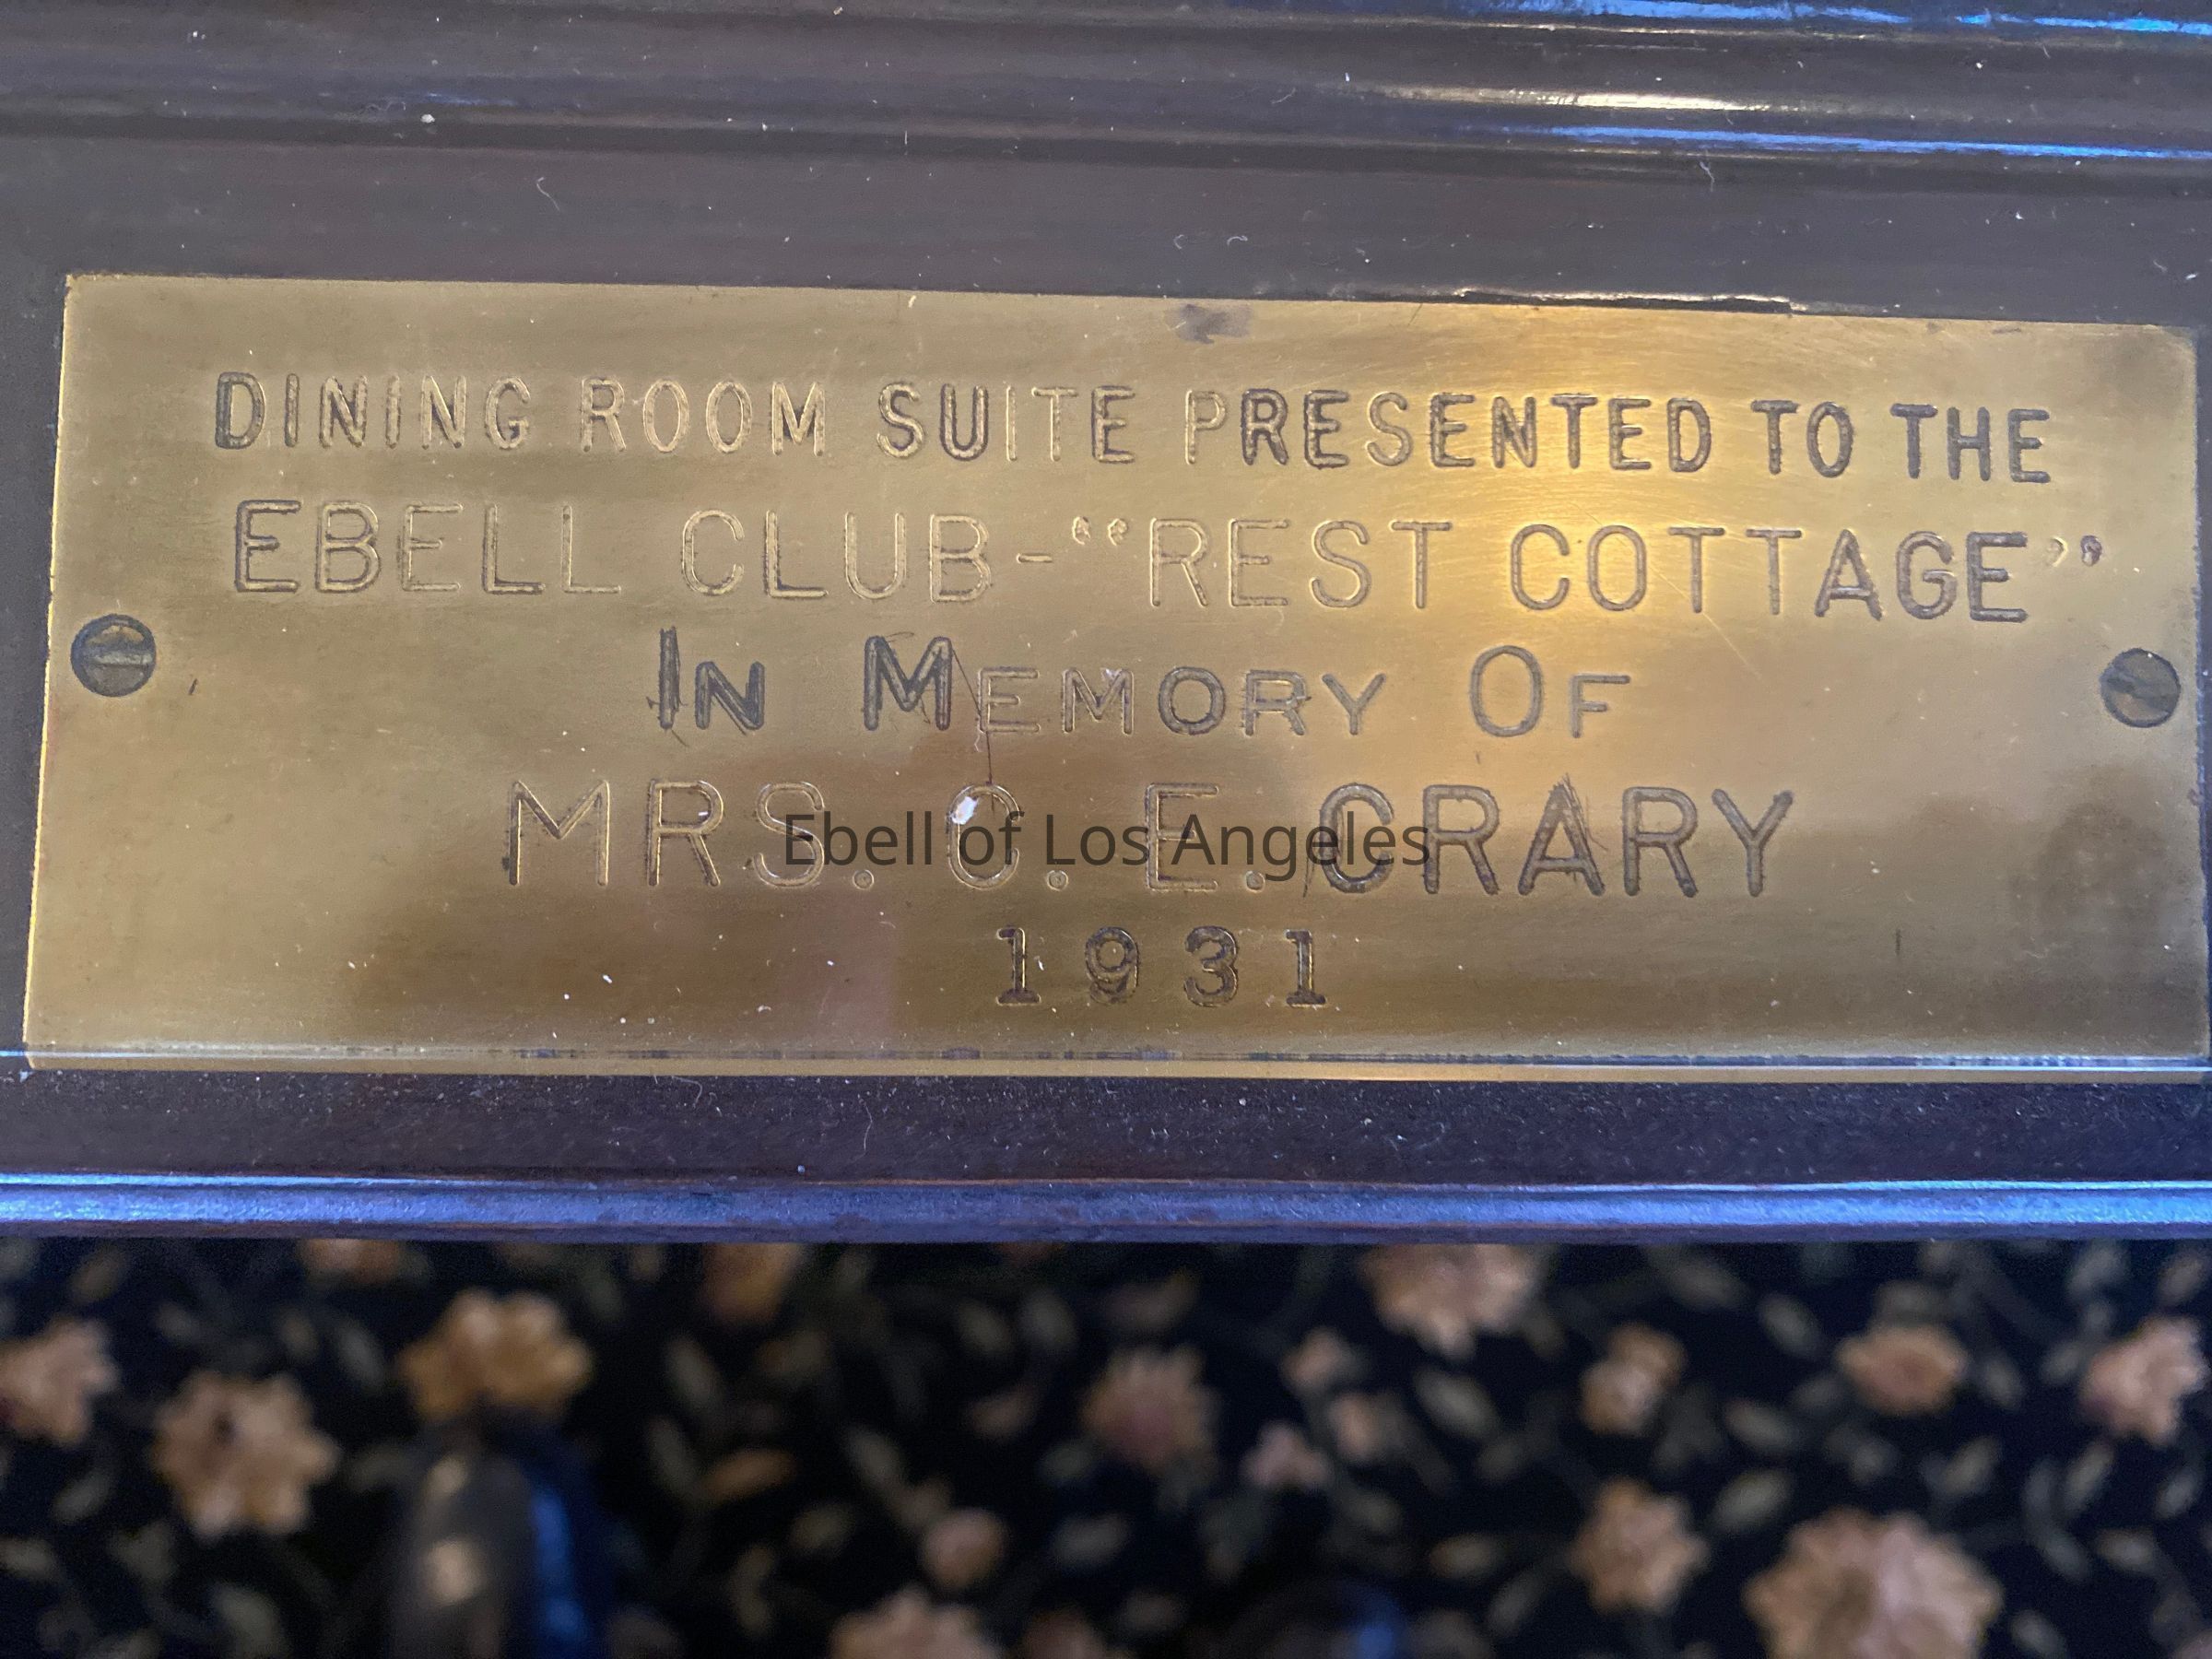 DINING ROOM SUITE PRESENTED TO THE
EBELL CLUB-"REST COTTAGE"
IN MEMORY OF
MRS. C. E. CRARY
Ebell of Los Angeles
1931